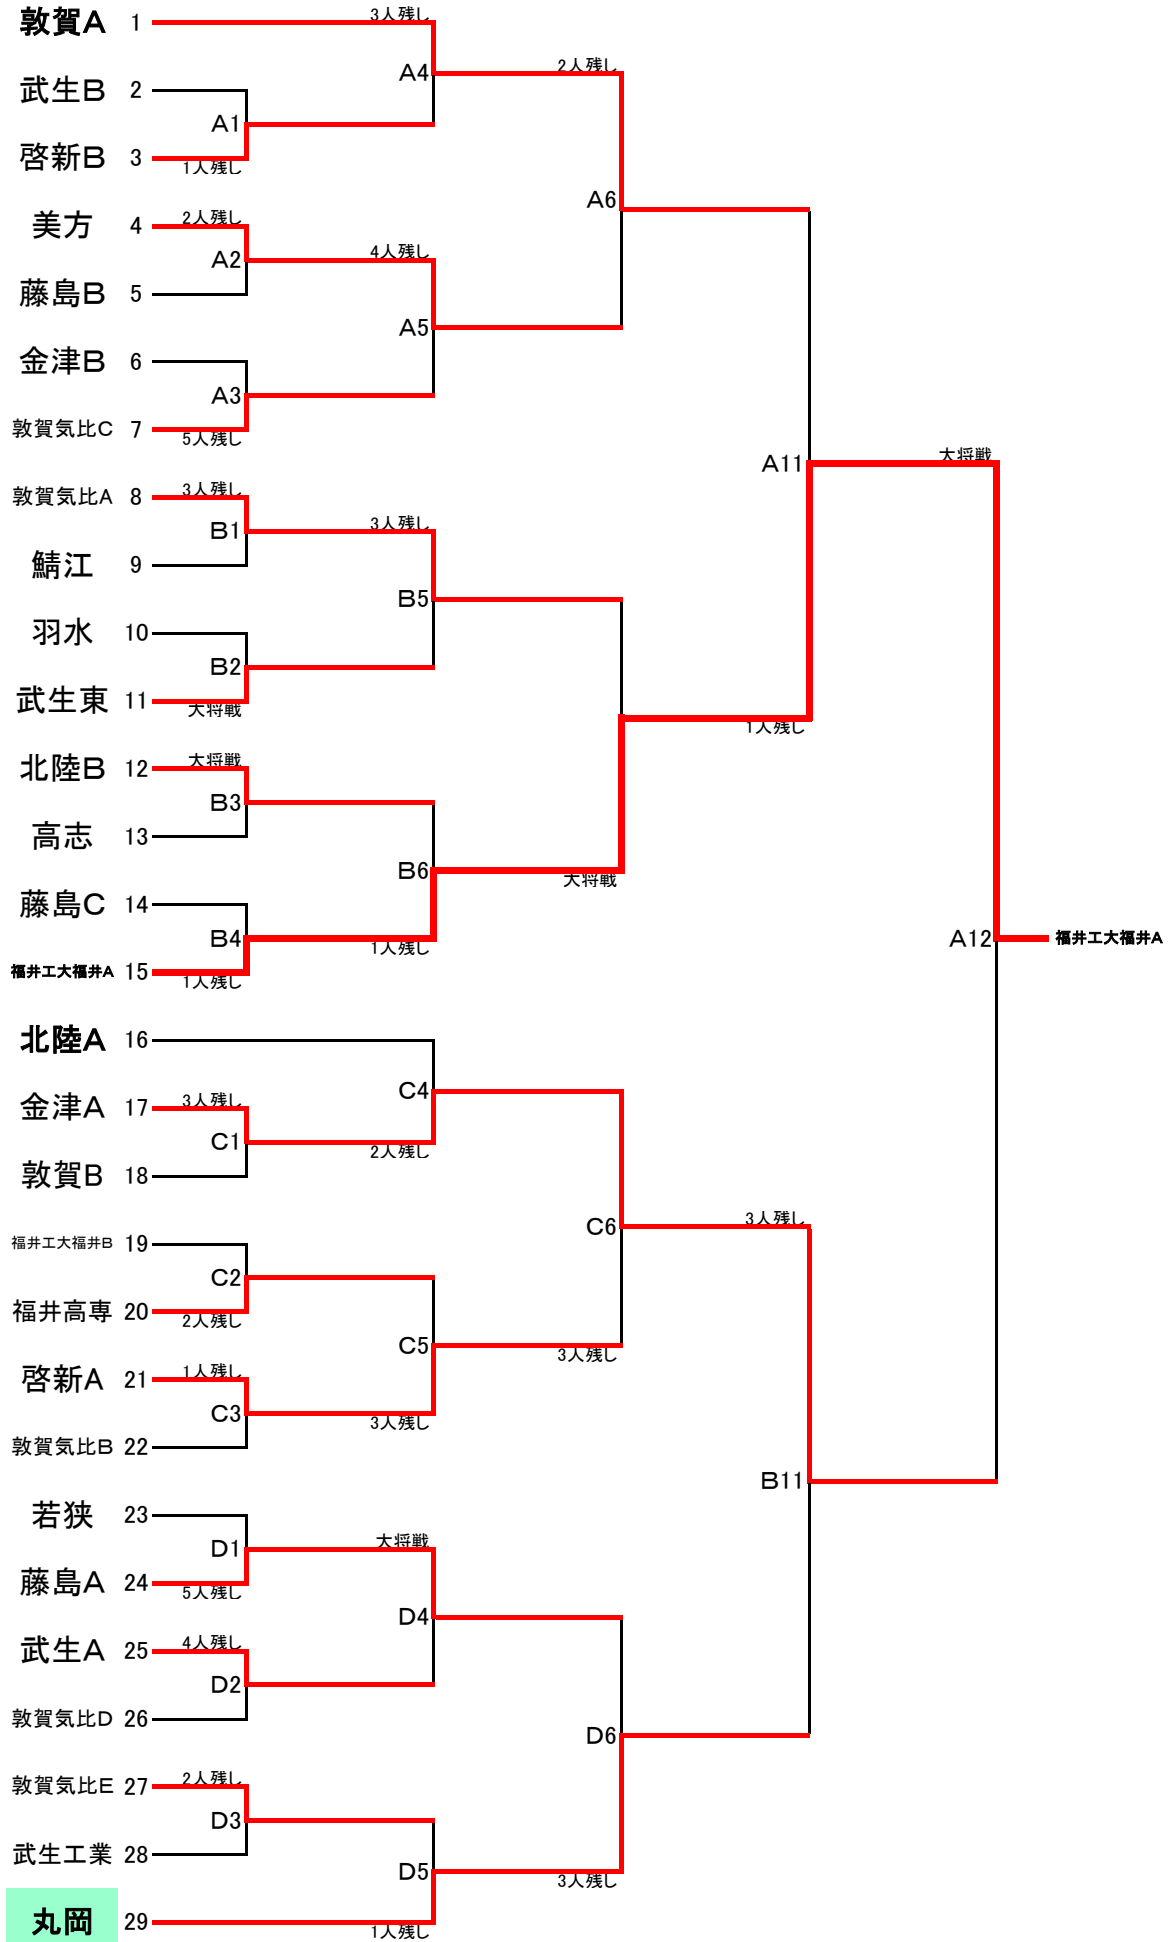 敦賀A 1
3人残し
A4
2人残し
武生B 2
A1
啓新B 3
1人残し
A6
美方 4
2人残し
A2
4人残し
藤島B 5
A5
金津B 6
A3
敦賀気比C 7
5人残し
A11
大将戦
敦賀気比A 8
3人残し
B1
3人残し
鯖江 9
B5
羽水 10
B2
武生東 11
大将戦
1人残し
北陸B 12
大将戦
B3
高志 13
B6
大将戦
藤島C 14
B4
1人残し
A12
福井工大福井A
福井工大福井A 15
1人残し
北陸A 16
C4
金津A 17
3人残し
C1
2人残し
敦賀B 18
C6
3人残し
福井工大福井B 19
C2
福井高専 20
2人残し
C5
3人残し
啓新A 21
1人残し
C3
3人残し
敦賀気比B 22
B11
若狭 23
D1
大将戦
藤島A 24
5人残し
D4
武生A 25
4人残し
D2
敦賀気比D 26
D6
敦賀気比E 27
2人残し
D3
武生工業 28
D5
3人残し
丸岡 29
1人残し